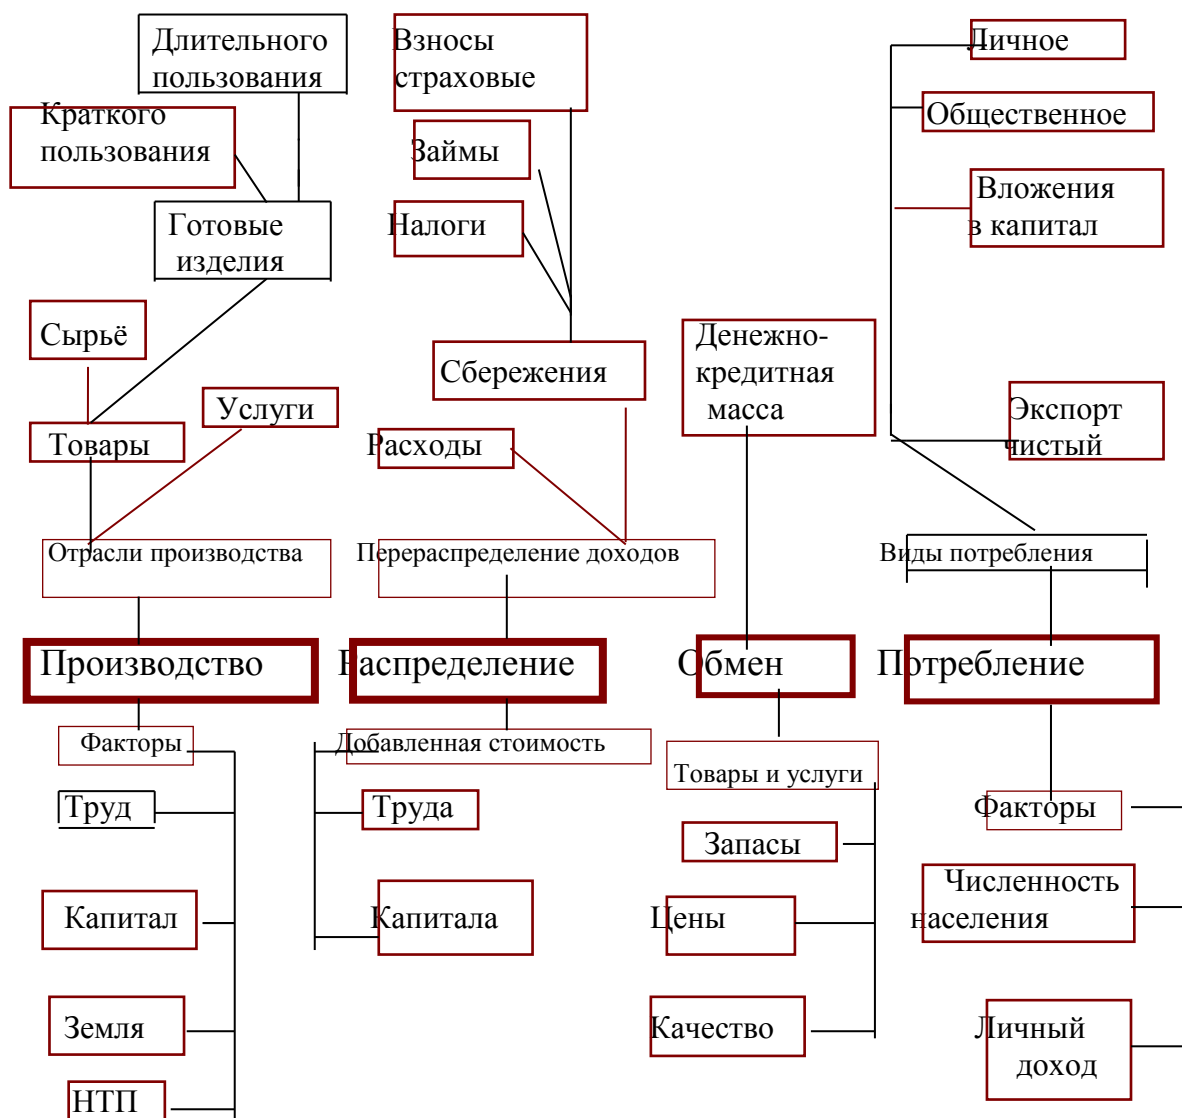 Длительного
пользования
Краткого
пользования
Готовые
изделия
Сырьё
Услуги
Товары
Отрасли производства
Производство
Факторы
Труд
Капитал
Земля
НТП
Взносы
страховые
Займы
Налоги
Сбережения
Расходы
Перераспределение доходов
Распределение
Добавленная стоимость
Труда
Капитала
Денежно-
кредитная
масса
Обмен
Товары и услуги
Запасы
Цены
Качество
Личное
Общественное
Вложения
в капитал
Экспорт
чистый
Виды потребления
Потребление
Факторы
Численность
населения
Личный
доход